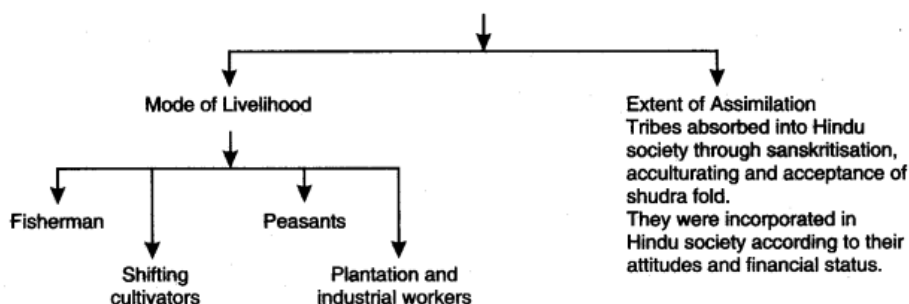 Mode of Livelihood
Fisherman
Shifting
cultivators
Peasants
Plantation and
industrial workers
Extent of Assimilation
Tribes absorbed into Hindu
society through sanskritisation,
acculturating and acceptance of
shudra fold.
They were incorporated in
Hindu society according to their
attitudes and financial status.